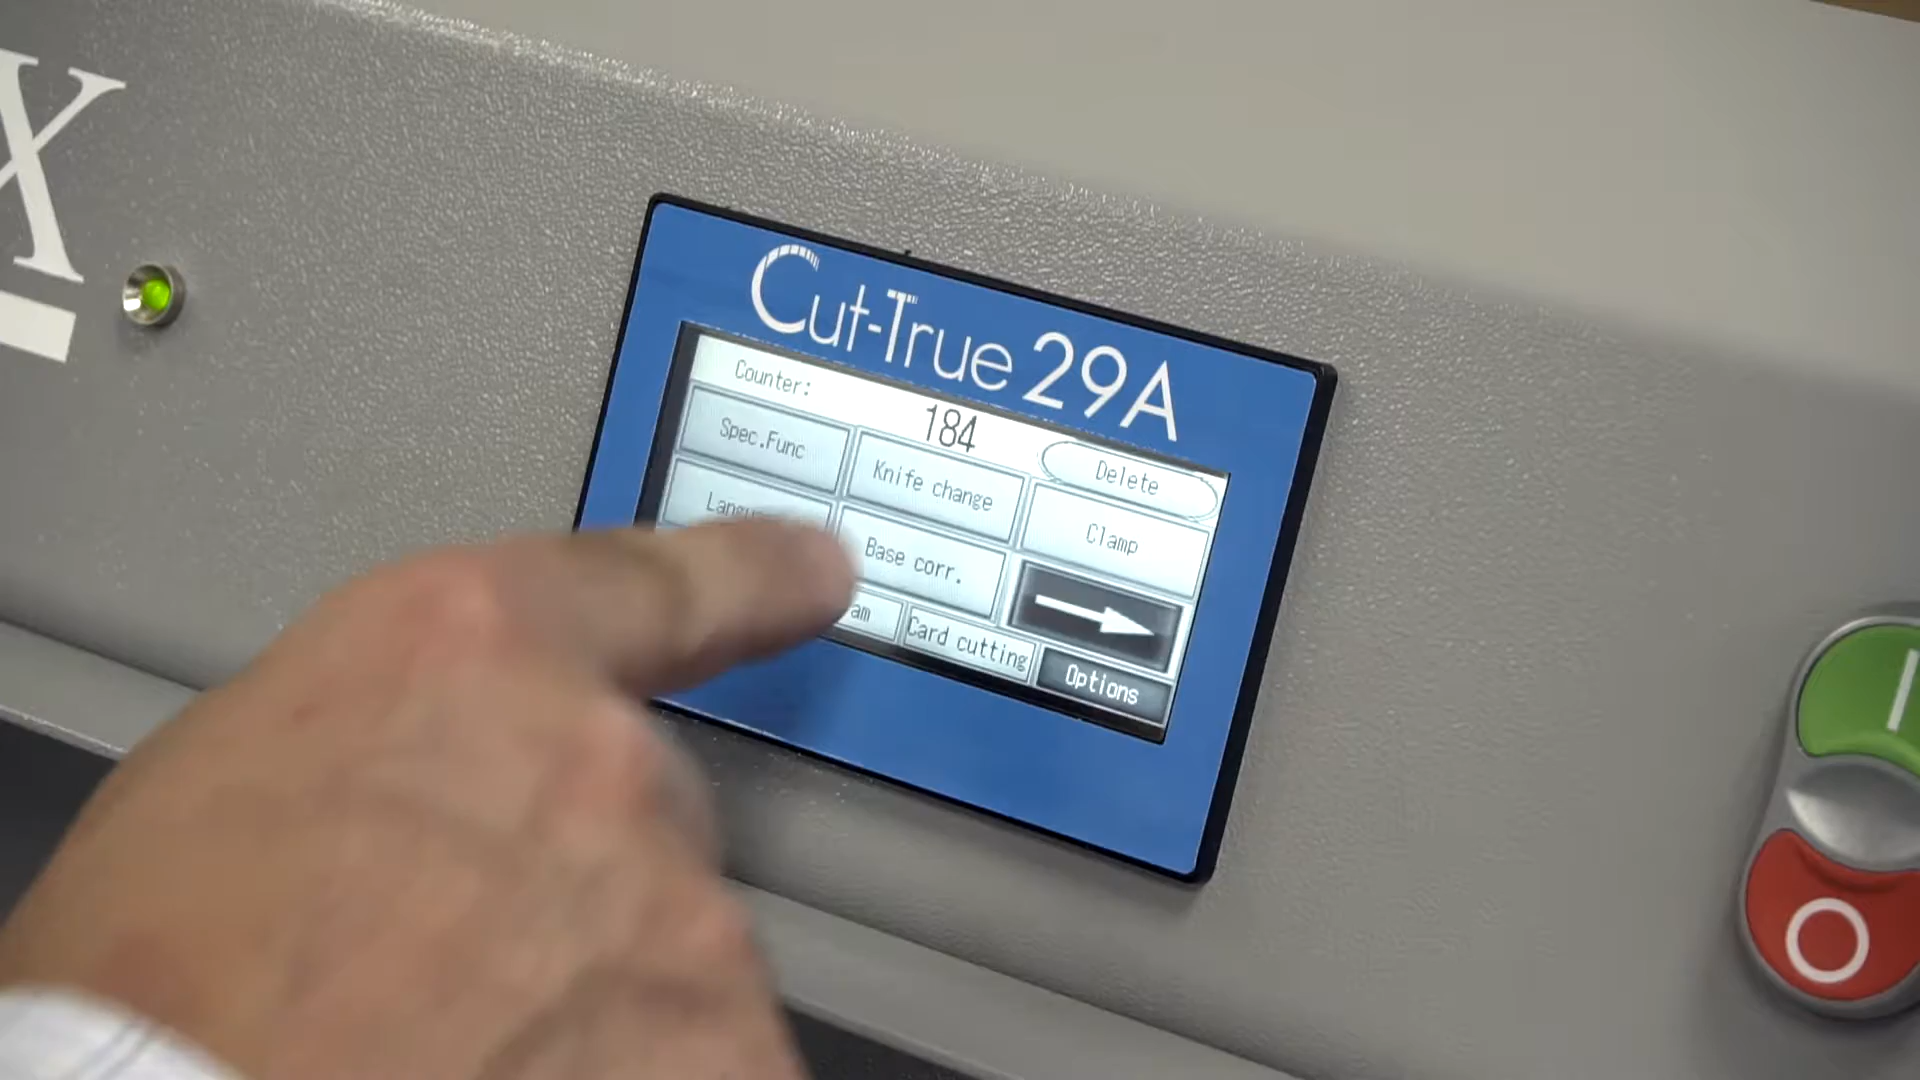 X
Cut-True 29A
Counter:
184
Delete
Spec.Func
Knife change
Clamp
Base corr.
Card cutting
Options